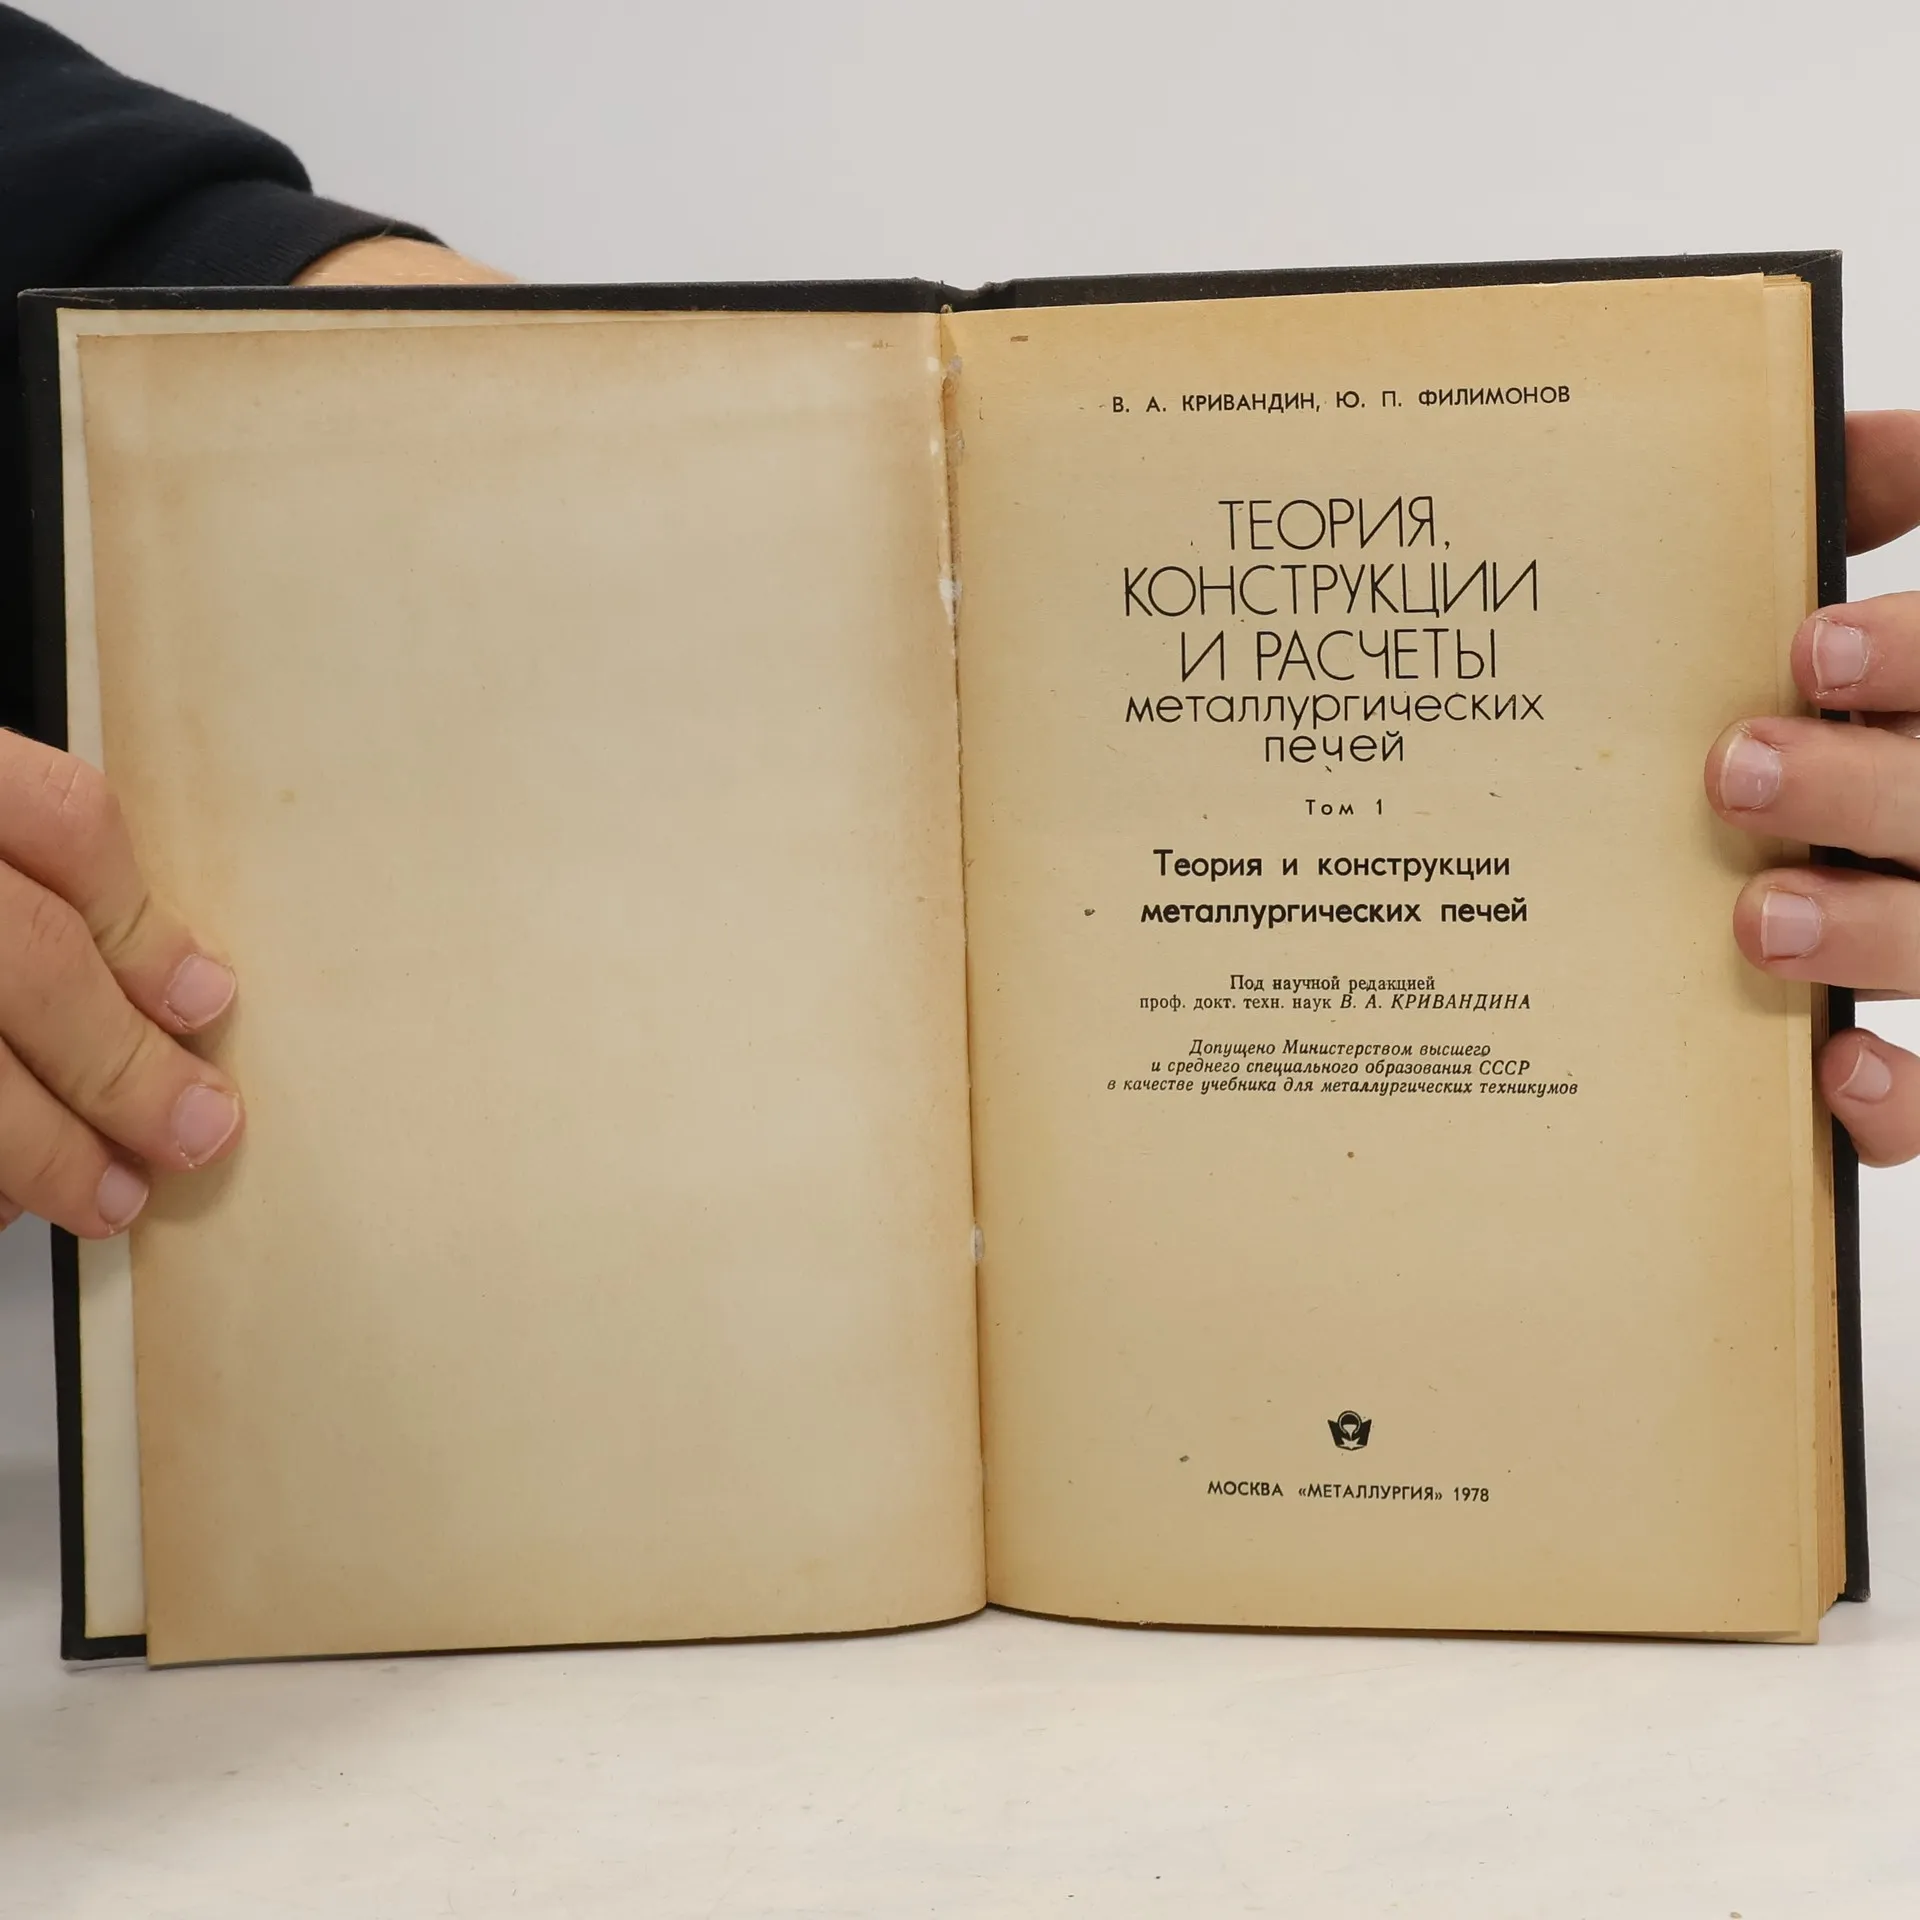 В. А. КРИВАНДИН, Ю. П. ФИЛИМОНОВ
ТЕОРИЯ,
КОНСТРУКЦИИ
И РАСЧЕТЫ
металлургических
печей
Том 1
Теория и конструкции
металлургических печей
Под научной редакцией
проф. докт. техн. наук В. А. КРИВАНДИНА
Допущено Министерством высшего
и среднего специального образования СССР
в качестве учебника для металлургических техникумов
МОСКВА «МЕТАЛЛУРГИЯ» 1978